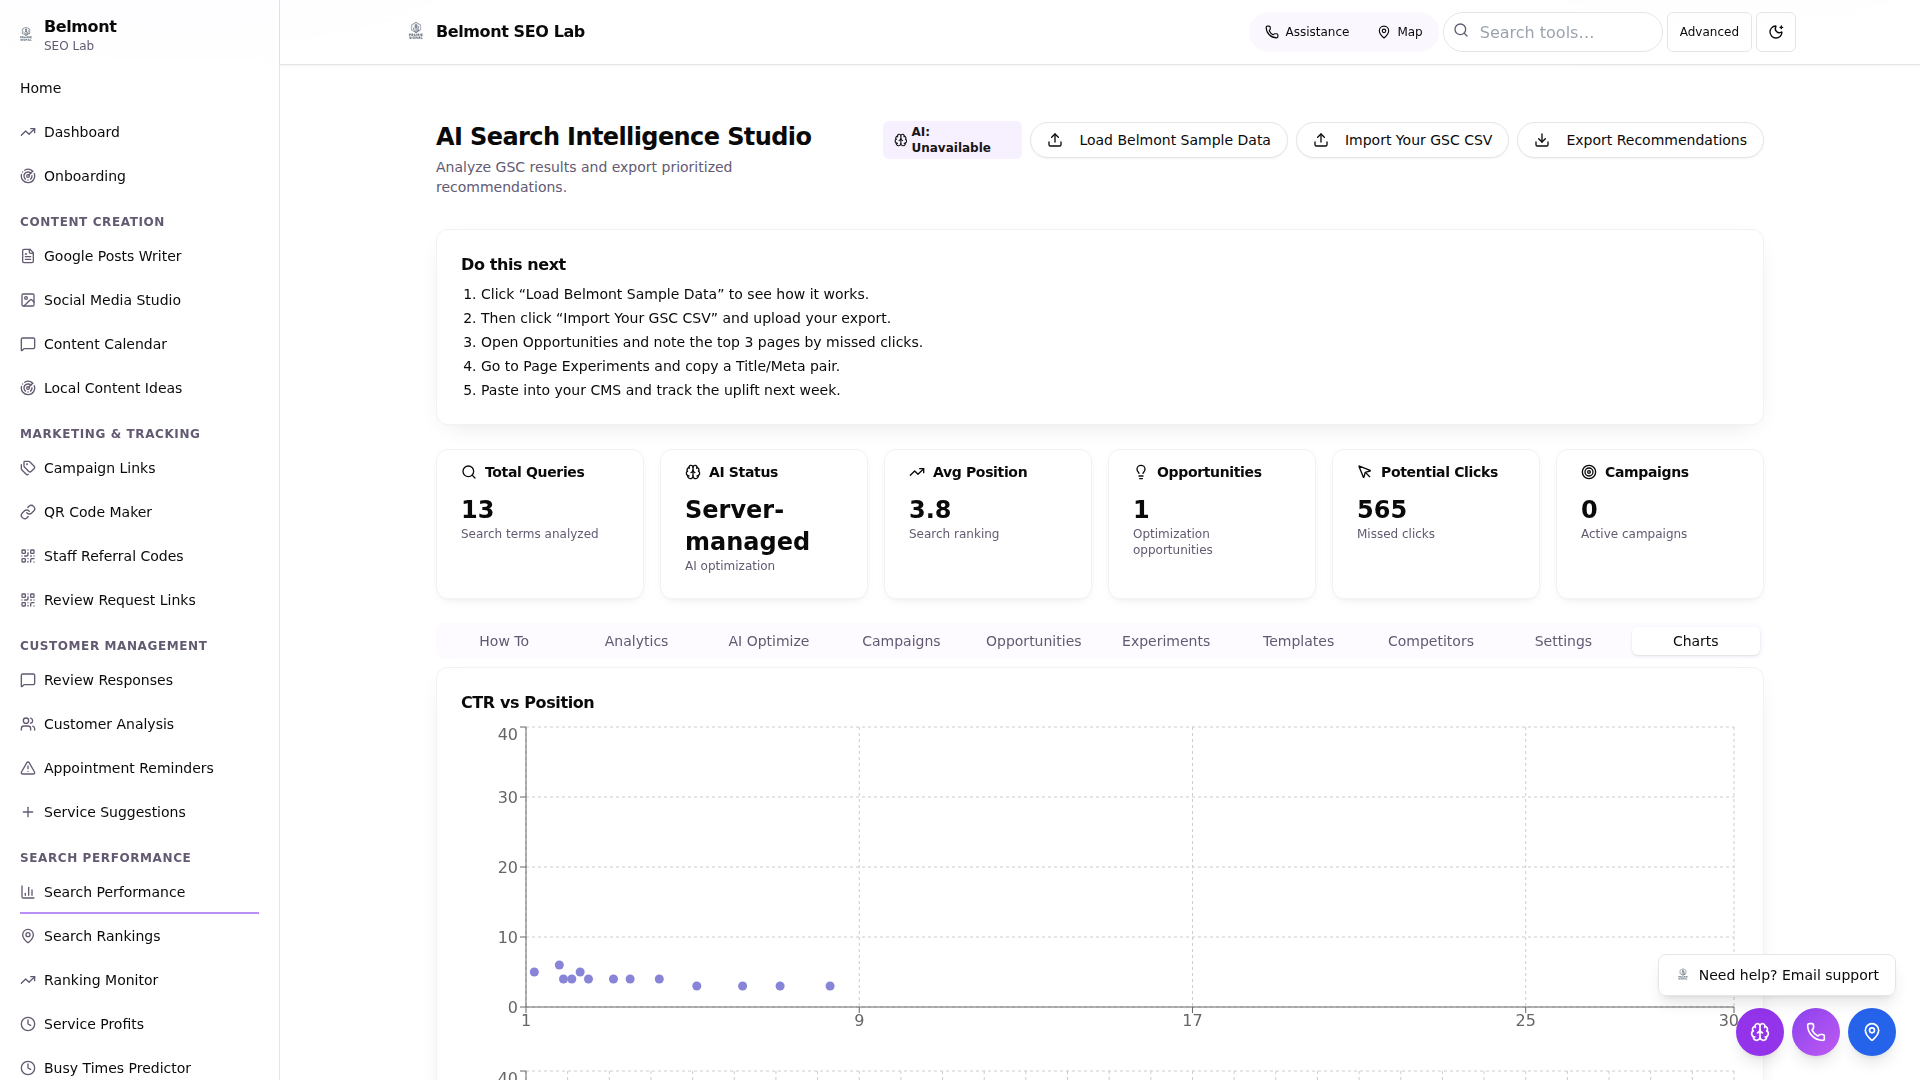 Belmont
SEO Lab
Home
Dashboard
Onboarding
CONTENT CREATION
Google Posts Writer
Social Media Studio
Content Calendar
Local Content Ideas
MARKETING & TRACKING
Campaign Links
QR Code Maker
Staff Referral Codes
Review Request Links
CUSTOMER MANAGEMENT
Review Responses
Customer Analysis
Appointment Reminders
Service Suggestions
SEARCH PERFORMANCE
Search Performance
Search Rankings
Ranking Monitor
Service Profits
Busy Times Predictor
Belmont SEO Lab
Assistance
Map
Search tools...
Advanced
AI Search Intelligence Studio
Analyze GSC results and export prioritized
recommendations.
AI:
Unavailable
Load Belmont Sample Data
Import Your GSC CSV
Export Recommendations
Do this next
1. Click “Load Belmont Sample Data” to see how it works.
2. Then click “Import Your GSC CSV” and upload your export.
3. Open Opportunities and note the top 3 pages by missed clicks.
4. Go to Page Experiments and copy a Title/Meta pair.
5. Paste into your CMS and track the uplift next week.
Total Queries
13
Search terms analyzed
AI Status
Server-
managed
AI optimization
Avg Position
3.8
Search ranking
Opportunities
1
Optimization
opportunities
Potential Clicks
565
Missed clicks
Campaigns
0
Active campaigns
How To
Analytics
AI Optimize
Campaigns
Opportunities
Experiments
Templates
Competitors
Settings
Charts
CTR vs Position
40
30
20
10
0
1
9
17
25
30
40
Need help? Email support